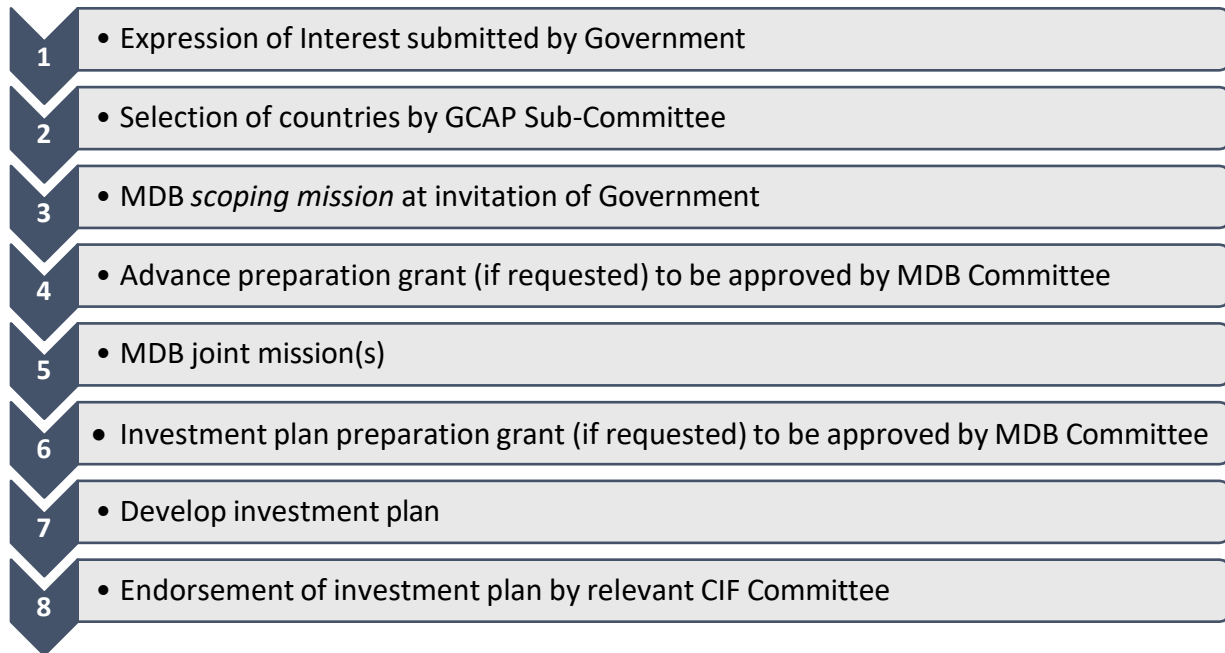 1
• Expression of Interest submitted by Government
2
• Selection of countries by GCAP Sub-Committee
3
• MDB scoping mission at invitation of Government
4
• Advance preparation grant (if requested) to be approved by MDB Committee
5
• MDB joint mission(s)
6
• Investment plan preparation grant (if requested) to be approved by MDB Committee
7
• Develop investment plan
8
• Endorsement of investment plan by relevant CIF Committee